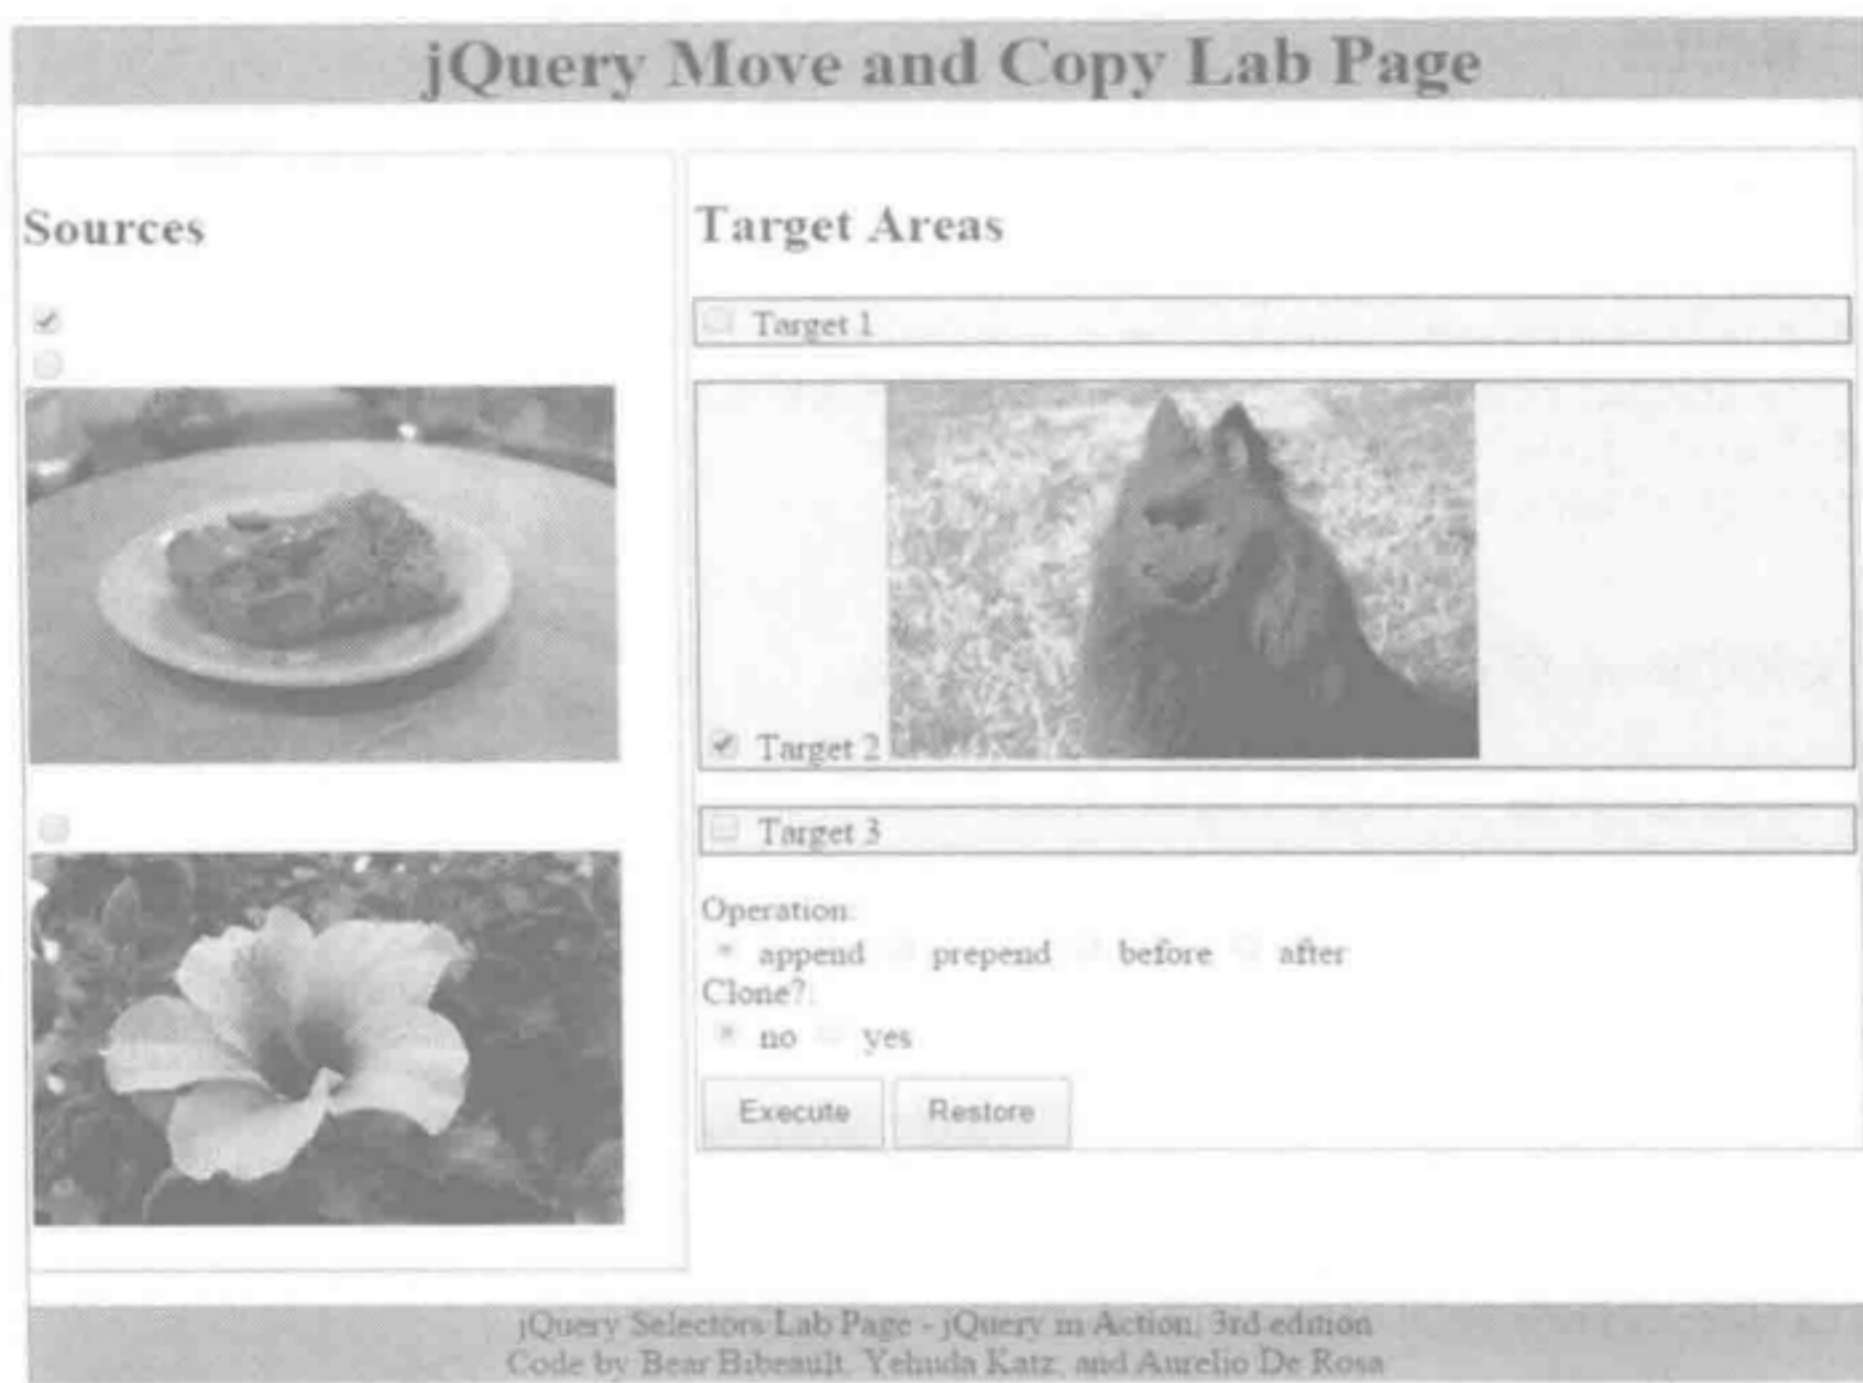 jQuery Move and Copy Lab Page
Sources
Target Areas
Target 1
Target 2
Target 3
Operation:
append prepend before after
Clone?:
no yes
Execute Restore
jQuery Selectors Lab Page - jQuery in Action, 3rd edition
Code by Bear Bibeault, Yehuda Katz, and Aurelio De Rosa